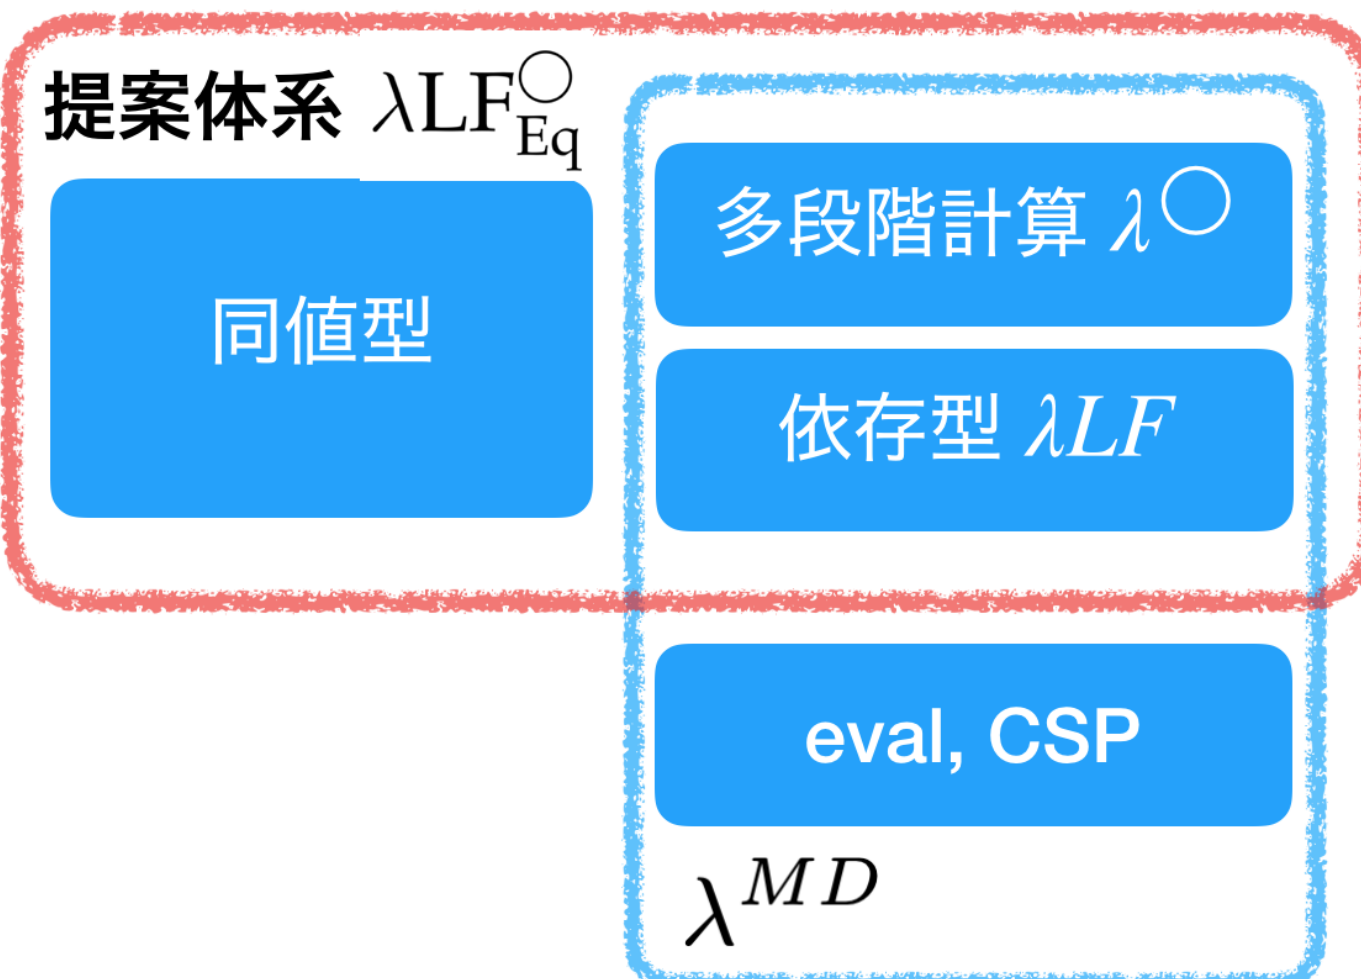 提案体系 λLF○Eq
同値型
多段階計算 λ○
依存型 λLF
eval, CSP
λMD